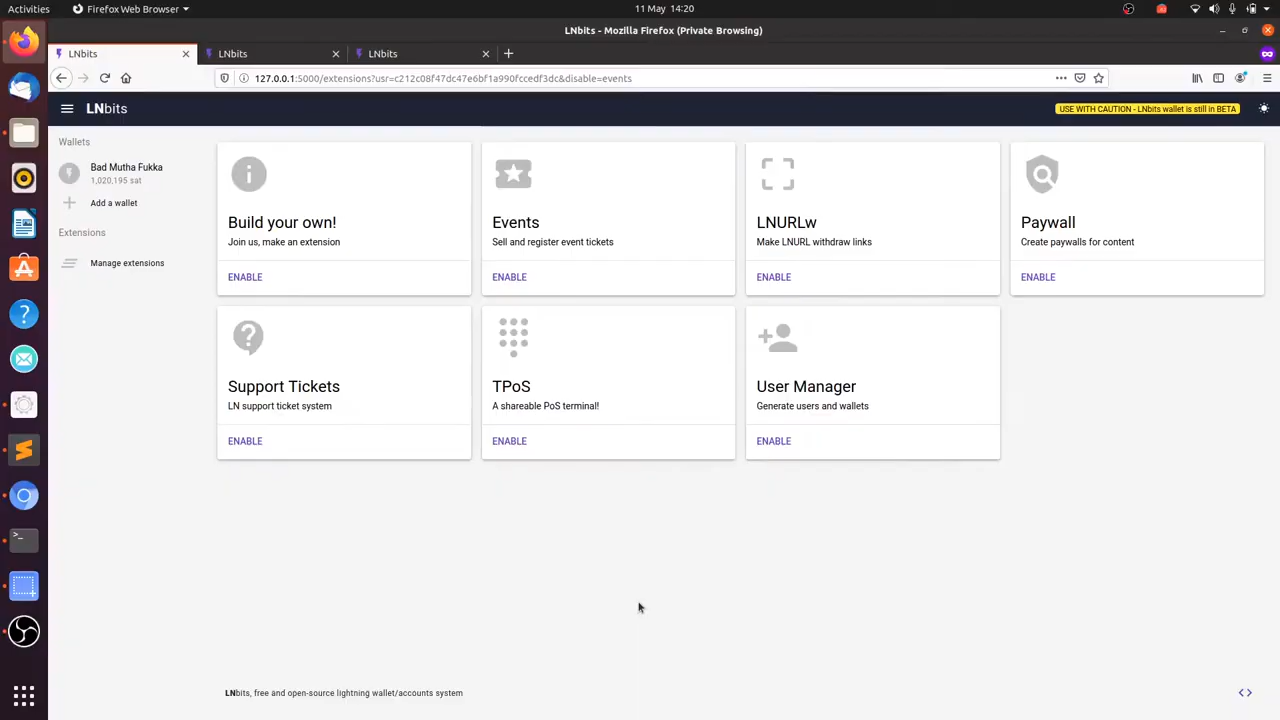 Activities
Firefox Web Browser
11 May 14:20
LNbits - Mozilla Firefox (Private Browsing)
LNbits
LNbits
LNbits
127.0.0.1:5000/extensions?usr=c212c08f47dc47e6bf1a990fccedf3dc&disable=events
LNbits
USE WITH CAUTION - LNbits wallet is still in BETA
Wallets
Bad Mutha Fukka
1,020,195 sat
Add a wallet
Extensions
Manage extensions
Build your own!
Join us, make an extension
ENABLE
Events
Sell and register event tickets
ENABLE
LNURLw
Make LNURL withdraw links
ENABLE
Paywall
Create paywalls for content
ENABLE
Support Tickets
LN support ticket system
ENABLE
TPoS
A shareable PoS terminal!
ENABLE
User Manager
Generate users and wallets
ENABLE
LNbits, free and open-source lightning wallet/accounts system